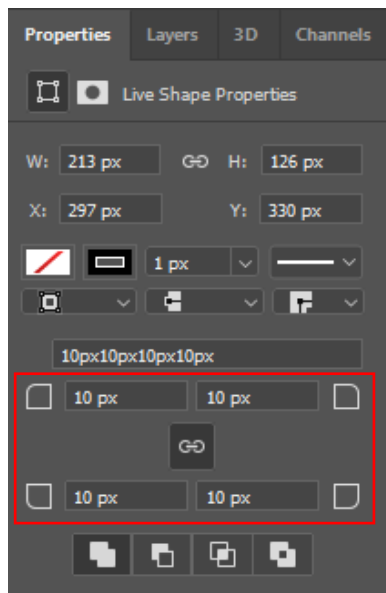 Properties Layers 3D Channels
Live Shape Properties
W: 213 px H: 126 px
X: 297 px Y: 330 px
1 px
10px10px10px10px
10 px 10 px
10 px 10 px